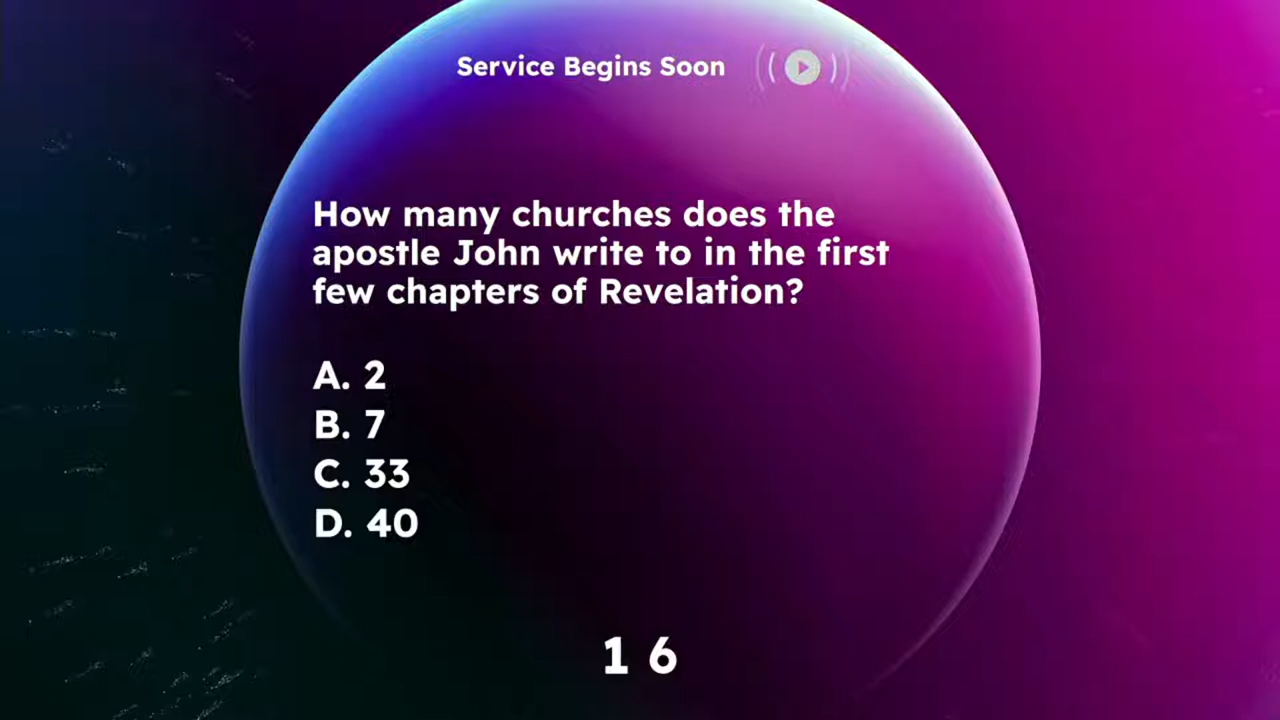 Service Begins Soon
How many churches does the
apostle John write to in the first
few chapters of Revelation?
A. 2
B. 7
C. 33
D. 40
1 6